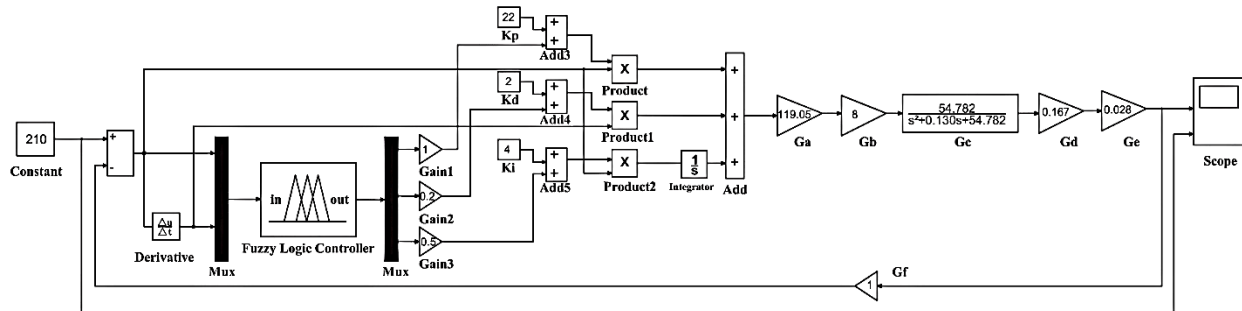 22
+
+
Kp
Add3
X
Product
2
+
+
Kd
Add4
X
Product1
4
+
+
Ki
Add5
X
Product2
1
s
Integrator
+
+
+
Add
210
Constant
+
-
Δu
Δt
Derivative
Mux
in
out
Fuzzy Logic Controller
Mux
1
Gain1
0.2
Gain2
0.5
Gain3
119.05
Ga
8
Gb
54.782
s²+0.130s+54.782
Gc
0.167
Gd
0.028
Ge
Scope
1
Gf